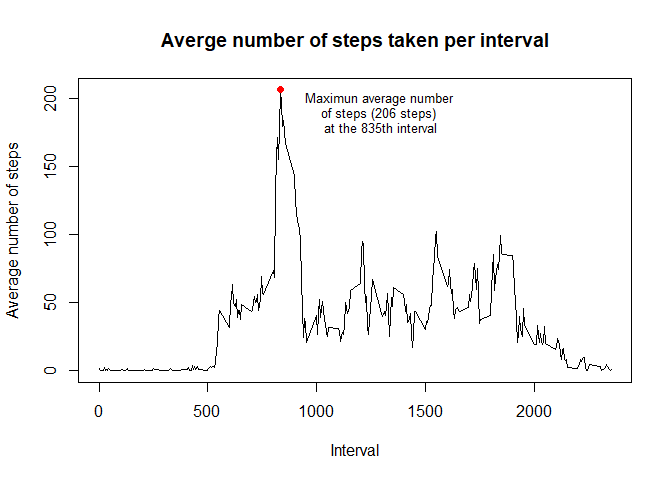 Averge number of steps taken per interval
Maximun average number
of steps (206 steps)
at the 835th interval
Average number of steps
200
150
100
50
0
0 500 1000 1500 2000
Interval